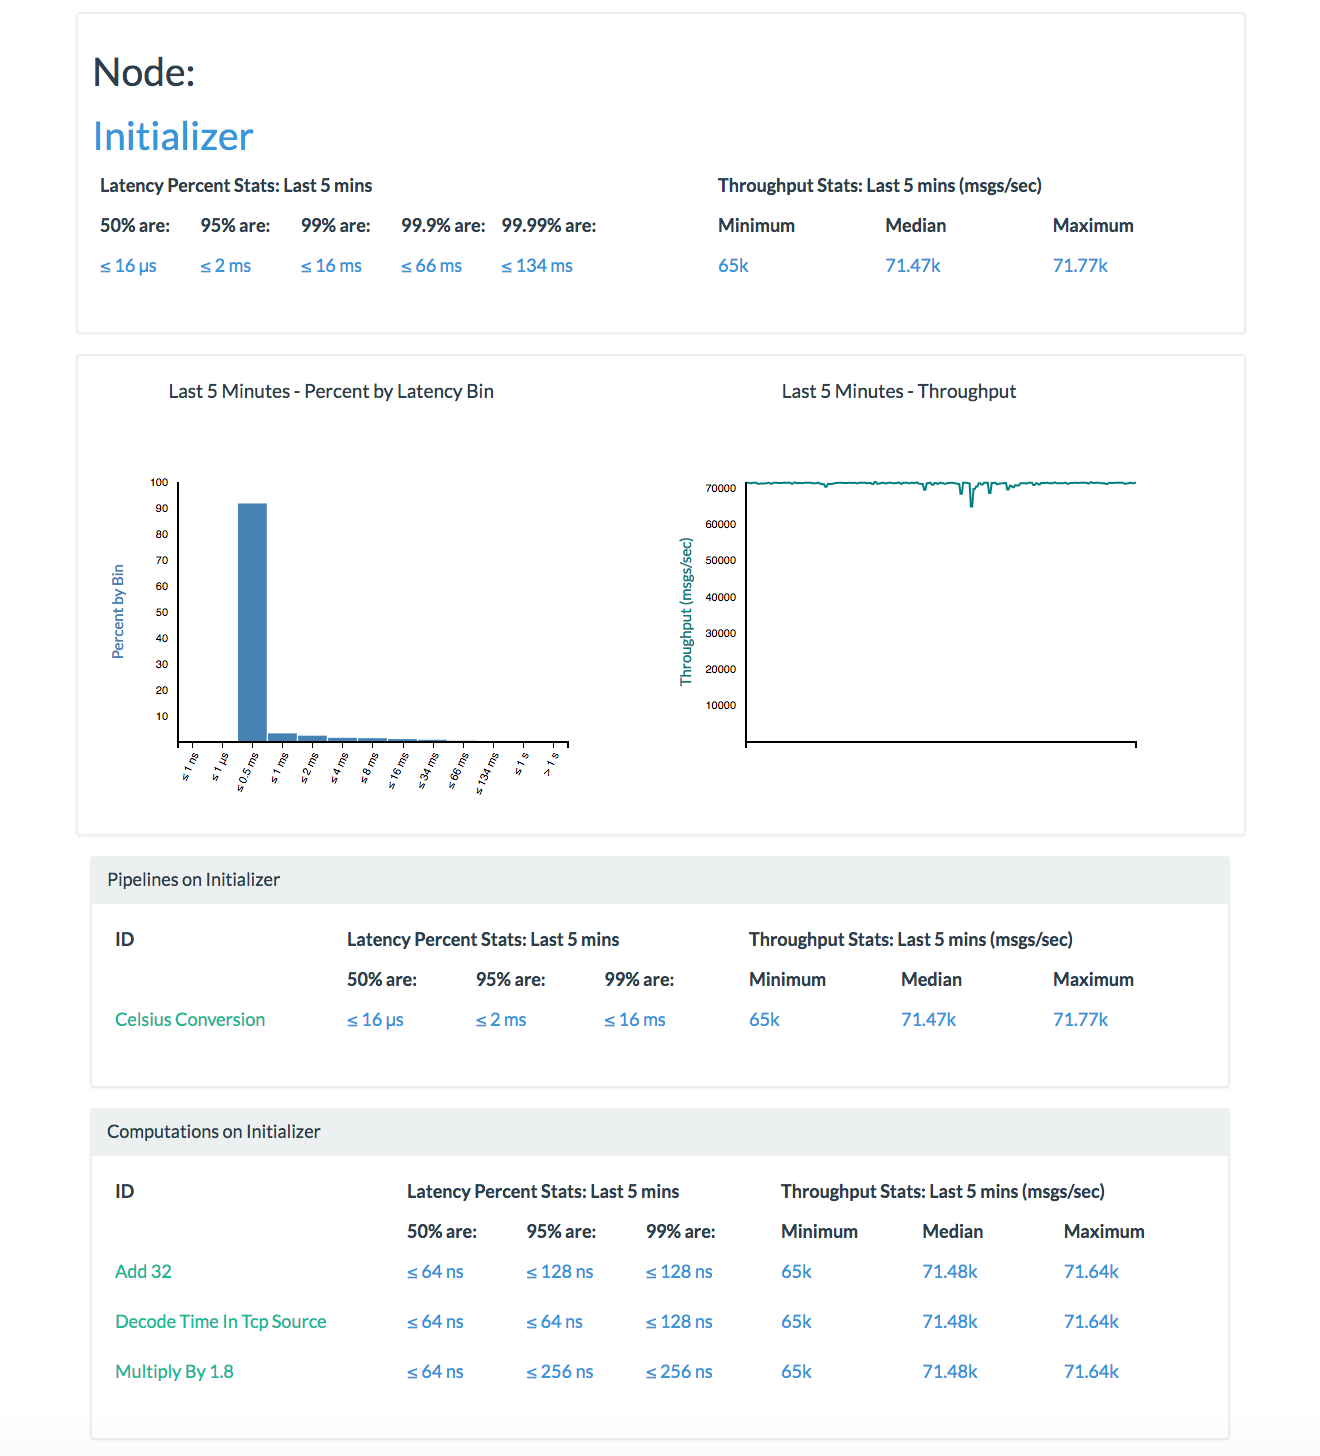 Node:
Initializer
Latency Percent Stats: Last 5 mins
Throughput Stats: Last 5 mins (msgs/sec)
50% are: 95% are: 99% are: 99.9% are: 99.99% are: Minimum Median Maximum
≤ 16 μs ≤ 2 ms ≤ 16 ms ≤ 66 ms ≤ 134 ms 65k 71.47k 71.77k
Last 5 Minutes - Percent by Latency Bin
Percent by Bin
100
90
80
70
60
50
40
30
20
10
≤ 1 ns
≤ 1 μs
≤ 0.5 ms
≤ 1 ms
≤ 2 ms
≤ 4 ms
≤ 8 ms
≤ 16 ms
≤ 34 ms
≤ 66 ms
≤ 134 ms
≤ 1 s
> 1 s
Last 5 Minutes - Throughput
Throughput (msgs/sec)
70000
60000
50000
40000
30000
20000
10000
Pipelines on Initializer
ID Latency Percent Stats: Last 5 mins Throughput Stats: Last 5 mins (msgs/sec)
50% are: 95% are: 99% are: Minimum Median Maximum
Celsius Conversion ≤ 16 μs ≤ 2 ms ≤ 16 ms 65k 71.47k 71.77k
Computations on Initializer
ID Latency Percent Stats: Last 5 mins Throughput Stats: Last 5 mins (msgs/sec)
50% are: 95% are: 99% are: Minimum Median Maximum
Add 32 ≤ 64 ns ≤ 128 ns ≤ 128 ns 65k 71.48k 71.64k
Decode Time In Tcp Source ≤ 64 ns ≤ 64 ns ≤ 128 ns 65k 71.48k 71.64k
Multiply By 1.8 ≤ 64 ns ≤ 256 ns ≤ 256 ns 65k 71.48k 71.64k